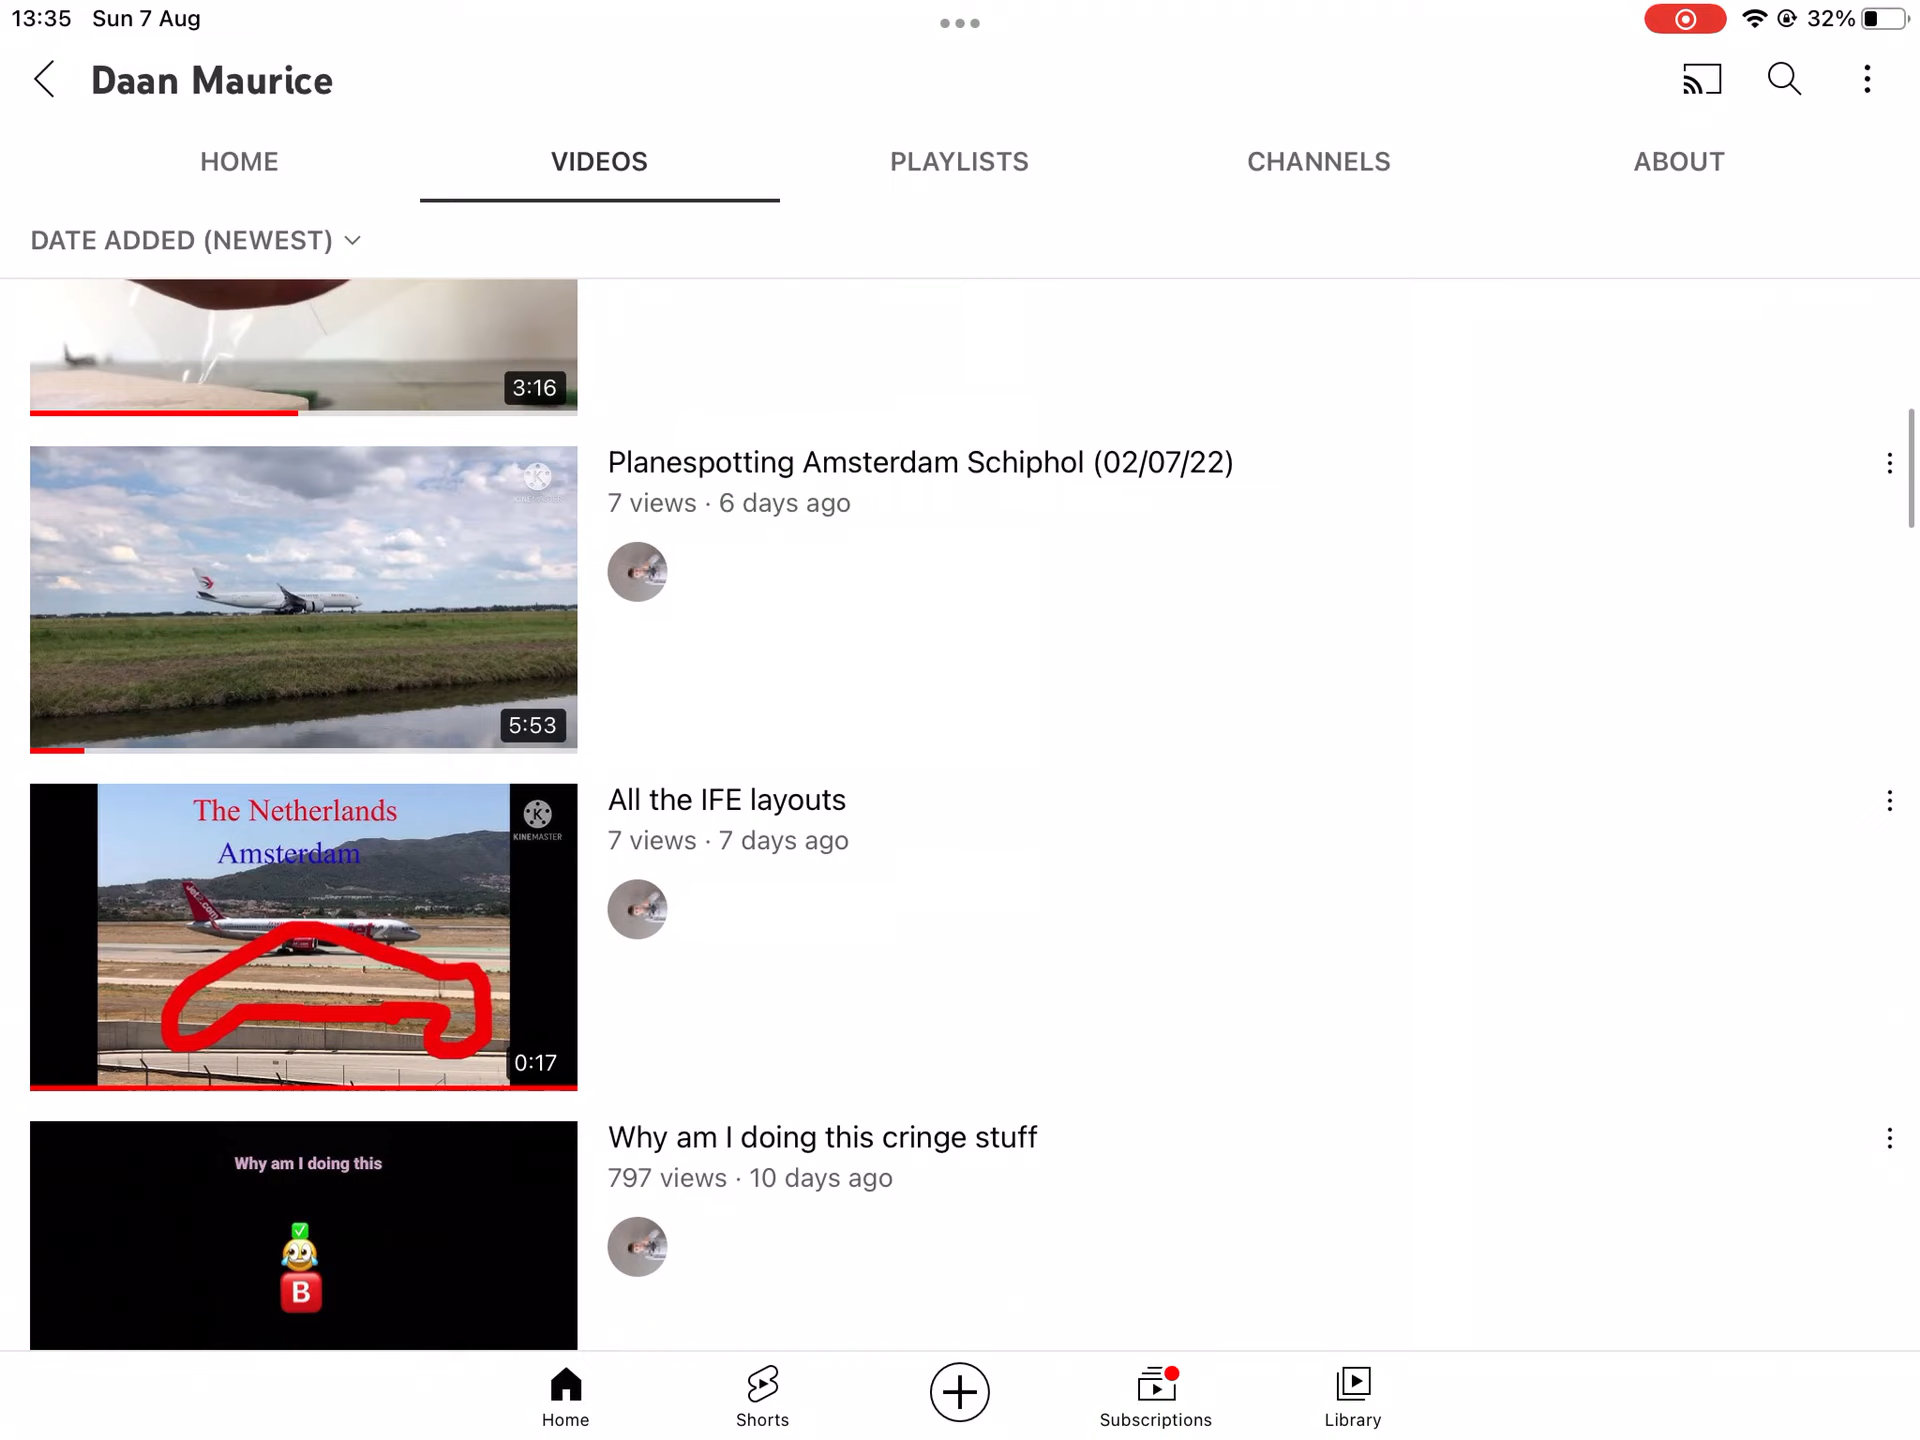 13:35 Sun 7 Aug
32%
Daan Maurice
HOME VIDEOS PLAYLISTS CHANNELS ABOUT
DATE ADDED (NEWEST)
3:16
Planespotting Amsterdam Schiphol (02/07/22)
7 views · 6 days ago
5:53
The Netherlands
Amsterdam
KINEMASTER
Jet2.com
0:17
All the IFE layouts
7 views · 7 days ago
Why am I doing this
B
Why am I doing this cringe stuff
797 views · 10 days ago
Home Shorts Subscriptions Library